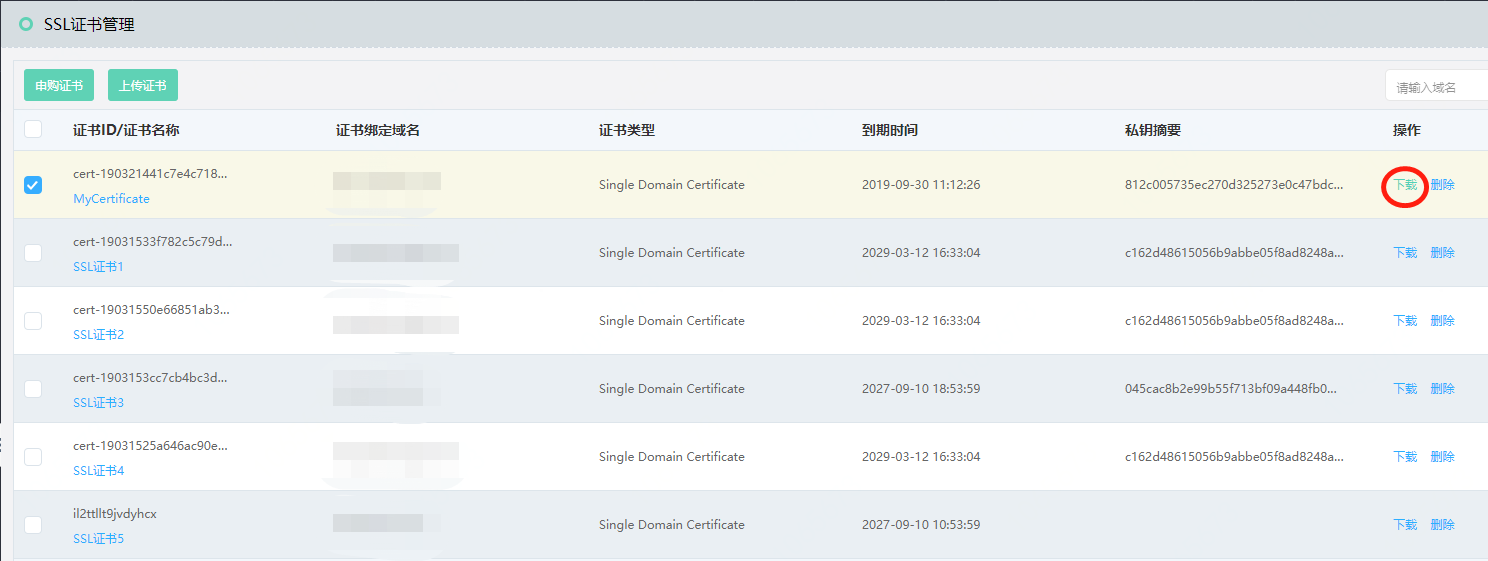 SSL证书管理
申购证书 上传证书 请输入域名
证书ID/证书名称 证书绑定域名 证书类型 到期时间 私钥摘要 操作
cert-190321441c7e4c718...
MyCertificate
Single Domain Certificate 2019-09-30 11:12:26 812c005735ec270d325273e0c47bdc... 下载 删除
cert-19031533f782c5c79d...
SSL证书1
Single Domain Certificate 2029-03-12 16:33:04 c162d48615056b9abbe05f8ad8248a... 下载 删除
cert-19031550e66851ab3...
SSL证书2
Single Domain Certificate 2029-03-12 16:33:04 c162d48615056b9abbe05f8ad8248a... 下载 删除
cert-1903153cc7cb4bc3d...
SSL证书3
Single Domain Certificate 2027-09-10 18:53:59 045cac8b2e99b55f713bf09a448fb0... 下载 删除
cert-19031525a646ac90e...
SSL证书4
Single Domain Certificate 2029-03-12 16:33:04 c162d48615056b9abbe05f8ad8248a... 下载 删除
il2ttllt9jvdyhcx
SSL证书5
Single Domain Certificate 2027-09-10 10:53:59 下载 删除